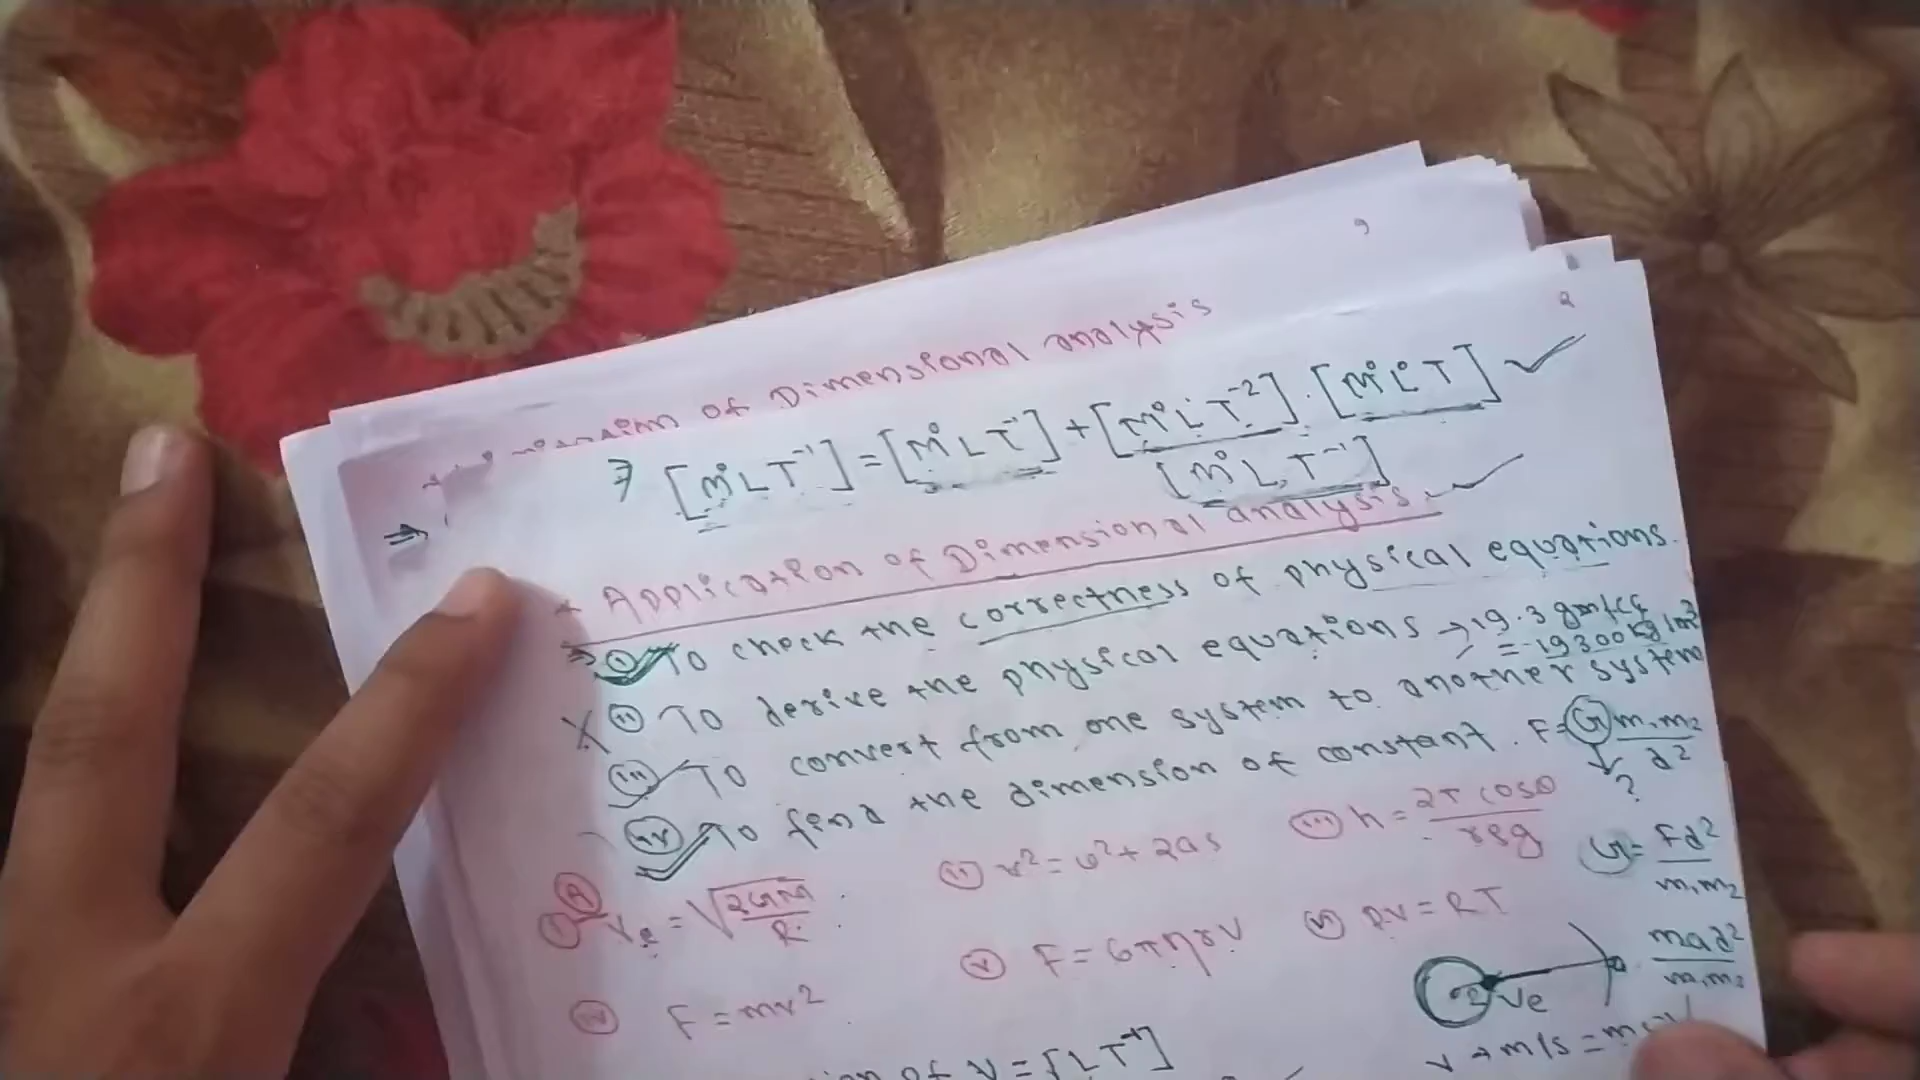 of Dimensional analysis
[M°LT⁻¹] = [M°LT⁻¹] + [M°LT⁻²]. [M°L°T]
[M°LT⁻¹]
* Application of Dimensional analysis.
⇒ (i) To check the correctness of physical equations.
(ii) To derive the physical equations → 19.3 gm/cc
= 19300 kg/m³
(iii) To convert from one system to another system
(iv) To find the dimension of constant. F = G m₁m₂/d²
?
(i) Ve = √(2GM/R)
(ii) v² = u² + 2as
(iii) h = 2T cosθ/rρg
G = Fd²/m₁m₂
(iv) F = mv²
(v) F = 6πηrv
(vi) PV = RT
mad²/m₁m₂
Ve
of V = [LT⁻¹]
v → m/s =